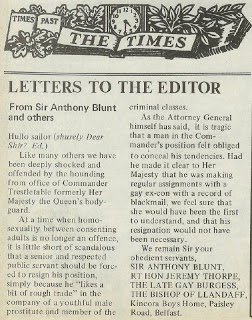 TIMES PAST
THE TIMES
LETTERS TO THE EDITOR
From Sir Anthony Blunt
and others
Hullo sailor (shurely Dear
Shir? Ed.)
Like many others we have
been deeply shocked and
offended by the hounding
from office of Commander
Trestletable formerly Her
Majesty the Queen's body-
guard.
At a time when homo-
sexuality between consenting
adults is no longer an offence,
it is little short of scandalous
that a senior and respected
public servant should be forc-
ed to resign his position,
simply because he "likes a
bit of rough trade" in the
company of a youthful male
prostitute and member of the
criminal classes.
As the Attorney General
himself has said, it is tragic
that a man in the Com-
mander's position felt obliged
to conceal his tendencies. Had
he made it clear to Her
Majesty that he was making
regular assignments with a
gay ex-con with a record of
blackmail, we feel sure that
she would have been the first
to understand, and that his
resignation would not have
been necessary.
We remain Sir your
obedient servants,
SIR ANTHONY BLUNT,
RT HON JEREMY THORPE,
THE LATE GAY BURGESS,
THE BISHOP OF LLANDAFF,
Kincora Boys Home, Paisley
Road, Belfast.